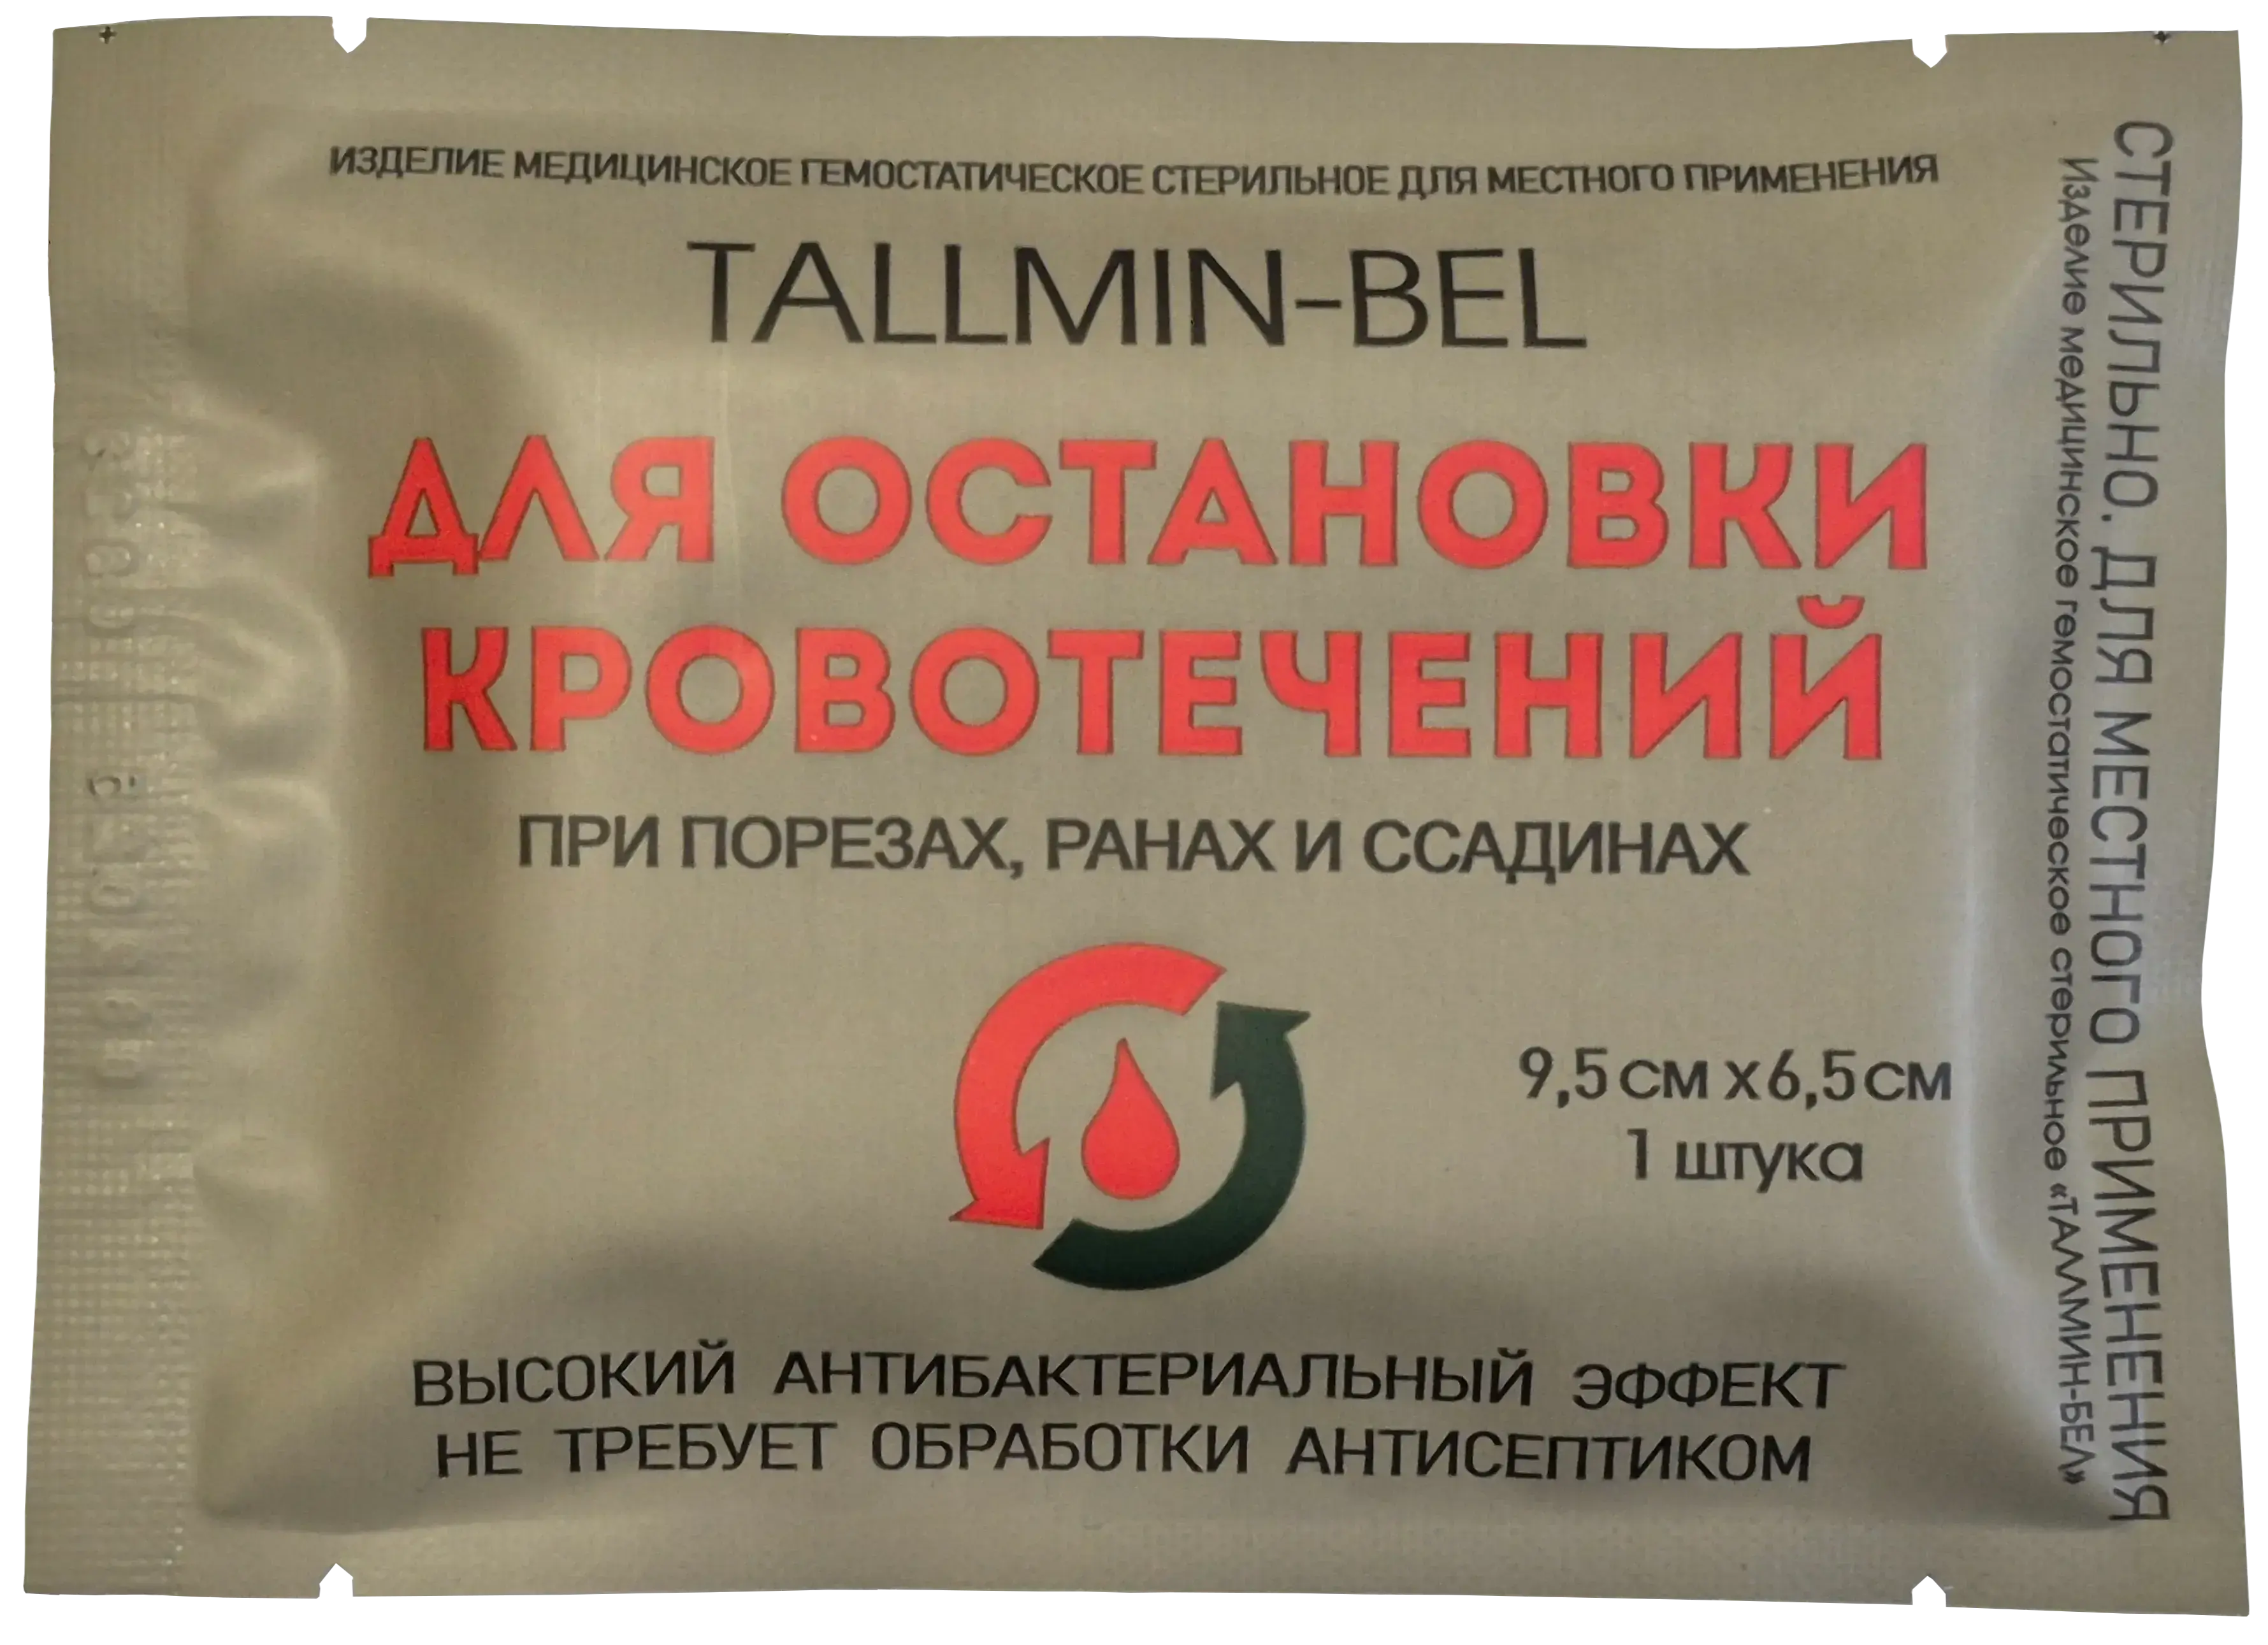 ИЗДЕЛИЕ МЕДИЦИНСКОЕ ГЕМОСТАТИЧЕСКОЕ СТЕРИЛЬНОЕ ДЛЯ МЕСТНОГО ПРИМЕНЕНИЯ
TALLMIN-BEL
ДЛЯ ОСТАНОВКИ
КРОВОТЕЧЕНИЙ
ПРИ ПОРЕЗАХ, РАНАХ И ССАДИНАХ
9,5 см х 6,5 см
1 штука
ВЫСОКИЙ АНТИБАКТЕРИАЛЬНЫЙ ЭФФЕКТ
НЕ ТРЕБУЕТ ОБРАБОТКИ АНТИСЕПТИКОМ
СТЕРИЛЬНО. ДЛЯ МЕСТНОГО ПРИМЕНЕНИЯ
Изделие медицинское гемостатическое стерильное «ТАЛЛМИН-БЕЛ»